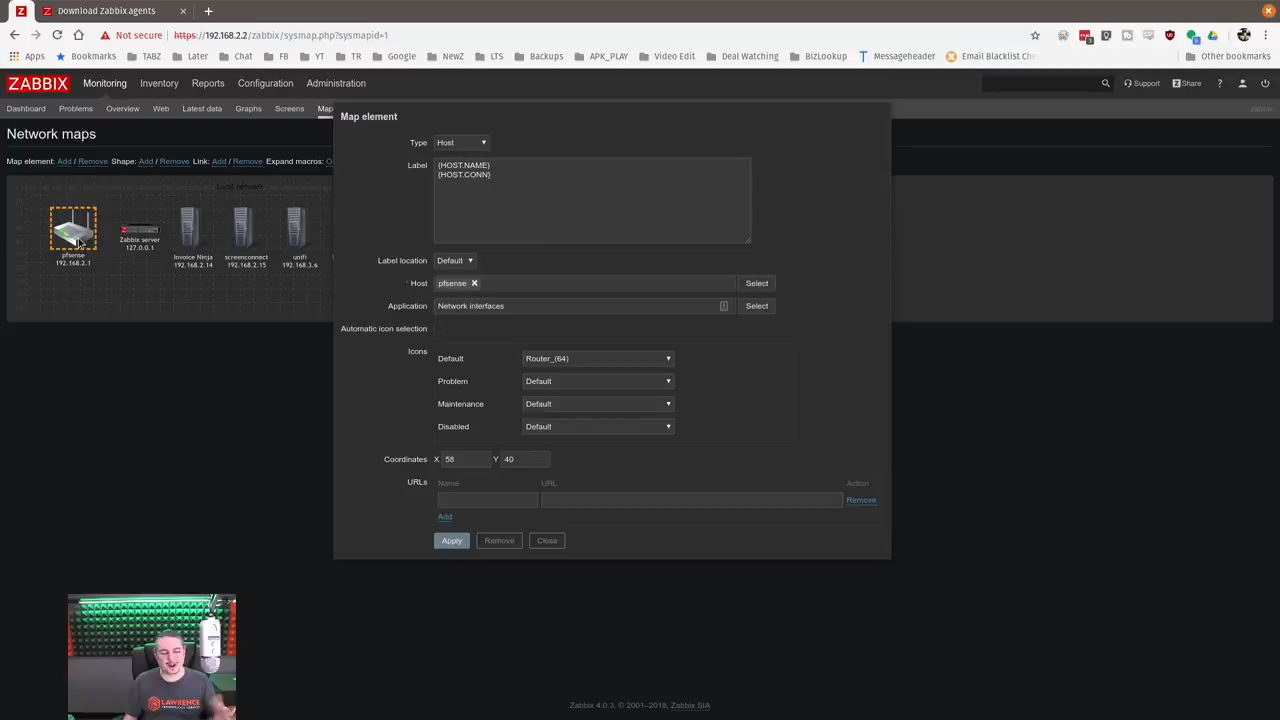 Download Zabbix agents
Not secure
https://192.168.2.2/zabbix/sysmap.php?sysmapid=1
Apps
Bookmarks
TABZ
Later
Chat
FB
YT
TR
Google
NewZ
LTS
Backups
APK_PLAY
Video Edit
Deal Watching
BizLookup
Messageheader
Email Blacklist Che
Other bookmarks
ZABBIX
Monitoring
Inventory
Reports
Configuration
Administration
Support
Share
?
Dashboard
Problems
Overview
Web
Latest data
Graphs
Screens
Map
zabbix
Network maps
Map element: Add / Remove Shape: Add / Remove Link: Add / Remove Expand macros: O
Local network
pfsense
192.168.2.1
Zabbix server
127.0.0.1
Invoice Ninja
192.168.2.14
screenconnect
192.168.2.15
unifi
192.168.3.6
Map element
Type
Host
Label
{HOST.NAME}
{HOST.CONN}
Label location
Default
* Host
pfsense
Select
Application
Network interfaces
Select
Automatic icon selection
Icons
Default
Router_(64)
Problem
Default
Maintenance
Default
Disabled
Default
Coordinates
X 58 Y 40
URLs
Name
URL
Action
Remove
Add
Apply
Remove
Close
LAWRENCE
Zabbix 4.0.3. © 2001–2018, Zabbix SIA